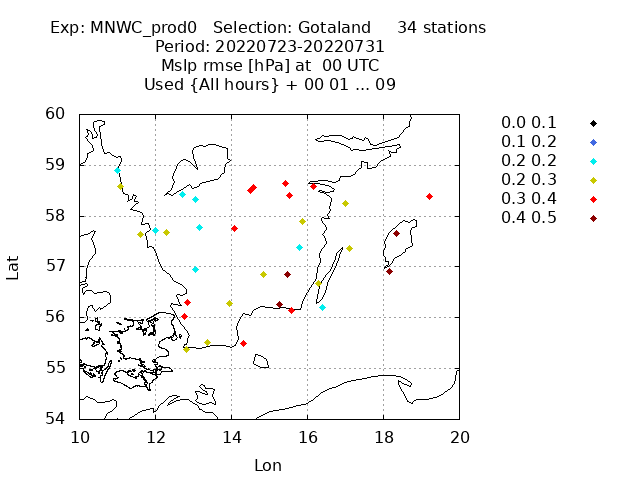 Exp: MNWC_prod0 Selection: Gotaland 34 stations
Period: 20220723-20220731
Mslp rmse [hPa] at 00 UTC
Used {All hours} + 00 01 ... 09
60
59
58
57
56
55
54
10 12 14 16 18 20
Lat
Lon
0.0 0.1
0.1 0.2
0.2 0.2
0.2 0.3
0.3 0.4
0.4 0.5